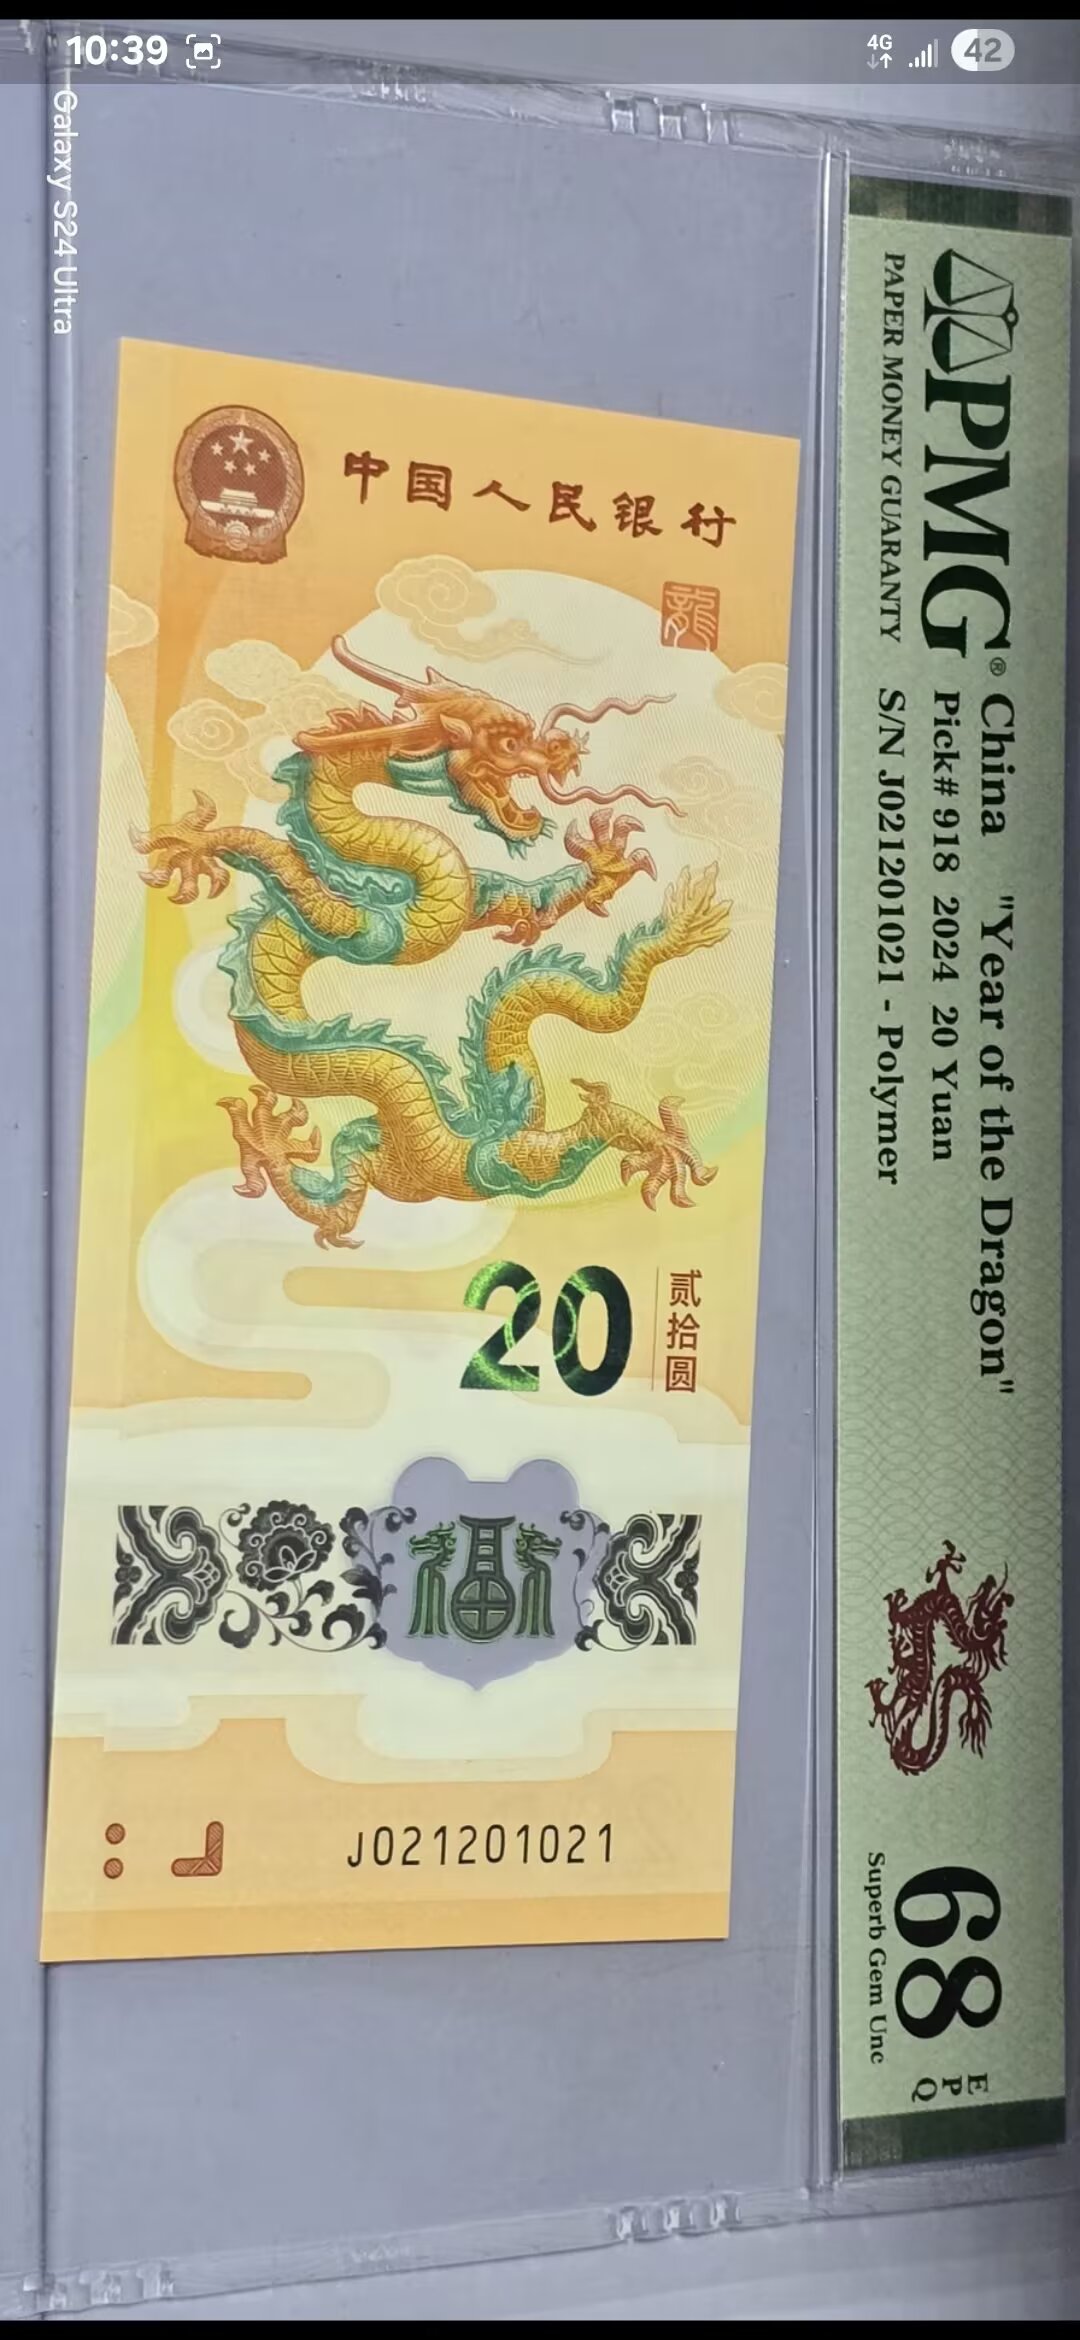 10:39
4G
42
Galaxy S24 Ultra
中国人民银行
龍
20
贰拾圆
福
J021201021
PMG®
PAPER MONEY GUARANTY
China "Year of the Dragon"
Pick# 918 2024 20 Yuan
S/N J021201021 - Polymer
68
EPQ
Superb Gem Unc